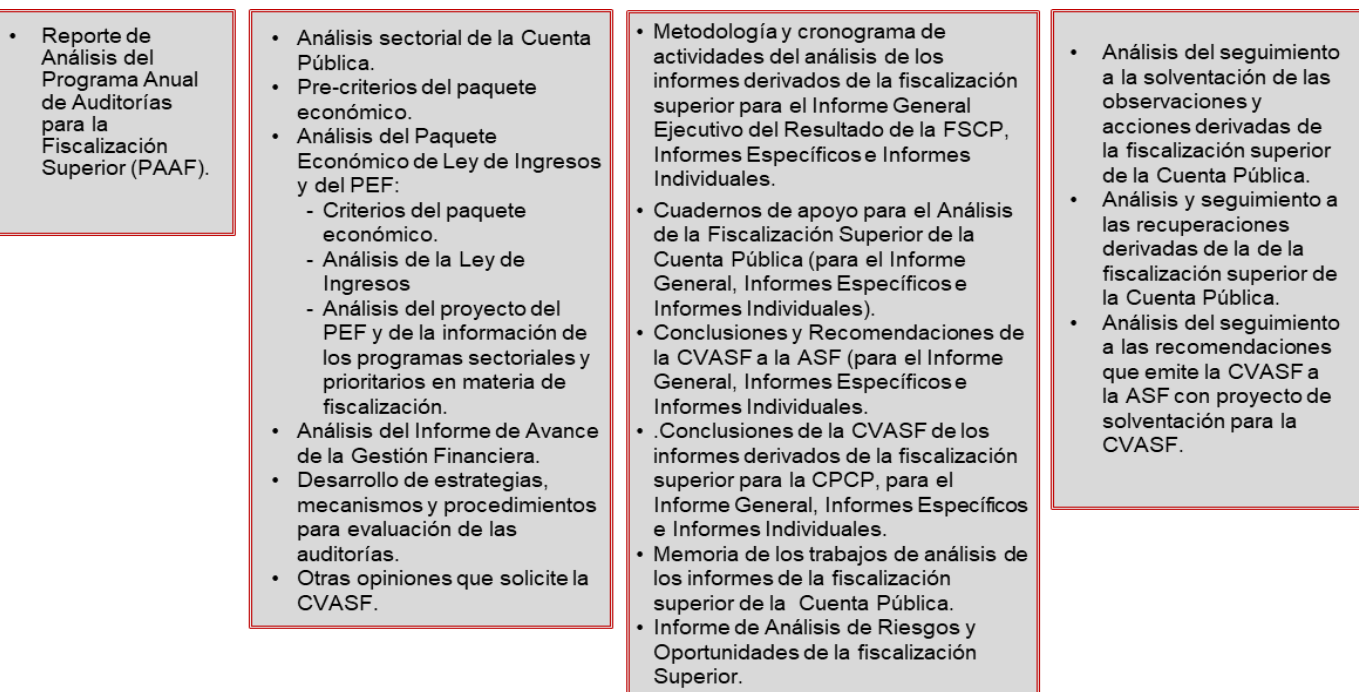 • Reporte de
Análisis del
Programa Anual
de Auditorías
para la
Fiscalización
Superior (PAAF).
• Análisis sectorial de la Cuenta
Pública.
• Pre-criterios del paquete
económico.
• Análisis del Paquete
Económico de Ley de Ingresos
y del PEF:
- Criterios del paquete
económico.
- Análisis de la Ley de
Ingresos
- Análisis del proyecto del
PEF y de la información de
los programas sectoriales y
prioritarios en materia de
fiscalización.
• Análisis del Informe de Avance
de la Gestión Financiera.
• Desarrollo de estrategias,
mecanismos y procedimientos
para evaluación de las
auditorías.
• Otras opiniones que solicite la
CVASF.
• Metodología y cronograma de
actividades del análisis de los
informes derivados de la fiscalización
superior para el Informe General
Ejecutivo del Resultado de la FSCP,
Informes Específicos e Informes
Individuales.
• Cuadernos de apoyo para el Análisis
de la Fiscalización Superior de la
Cuenta Pública (para el Informe
General, Informes Específicos e
Informes Individuales).
• Conclusiones y Recomendaciones de
la CVASF a la ASF (para el Informe
General, Informes Específicos e
Informes Individuales.
• .Conclusiones de la CVASF de los
informes derivados de la fiscalización
superior para la CPCP, para el
Informe General, Informes Específicos
e Informes Individuales.
• Memoria de los trabajos de análisis de
los informes de la fiscalización
superior de la Cuenta Pública.
• Informe de Análisis de Riesgos y
Oportunidades de la fiscalización
Superior.
• Análisis del seguimiento
a la solventación de las
observaciones y
acciones derivadas de
la fiscalización superior
de la Cuenta Pública.
• Análisis y seguimiento a
las recuperaciones
derivadas de la de la
fiscalización superior de
la Cuenta Pública.
• Análisis del seguimiento
a las recomendaciones
que emite la CVASF a
la ASF con proyecto de
solventación para la
CVASF.